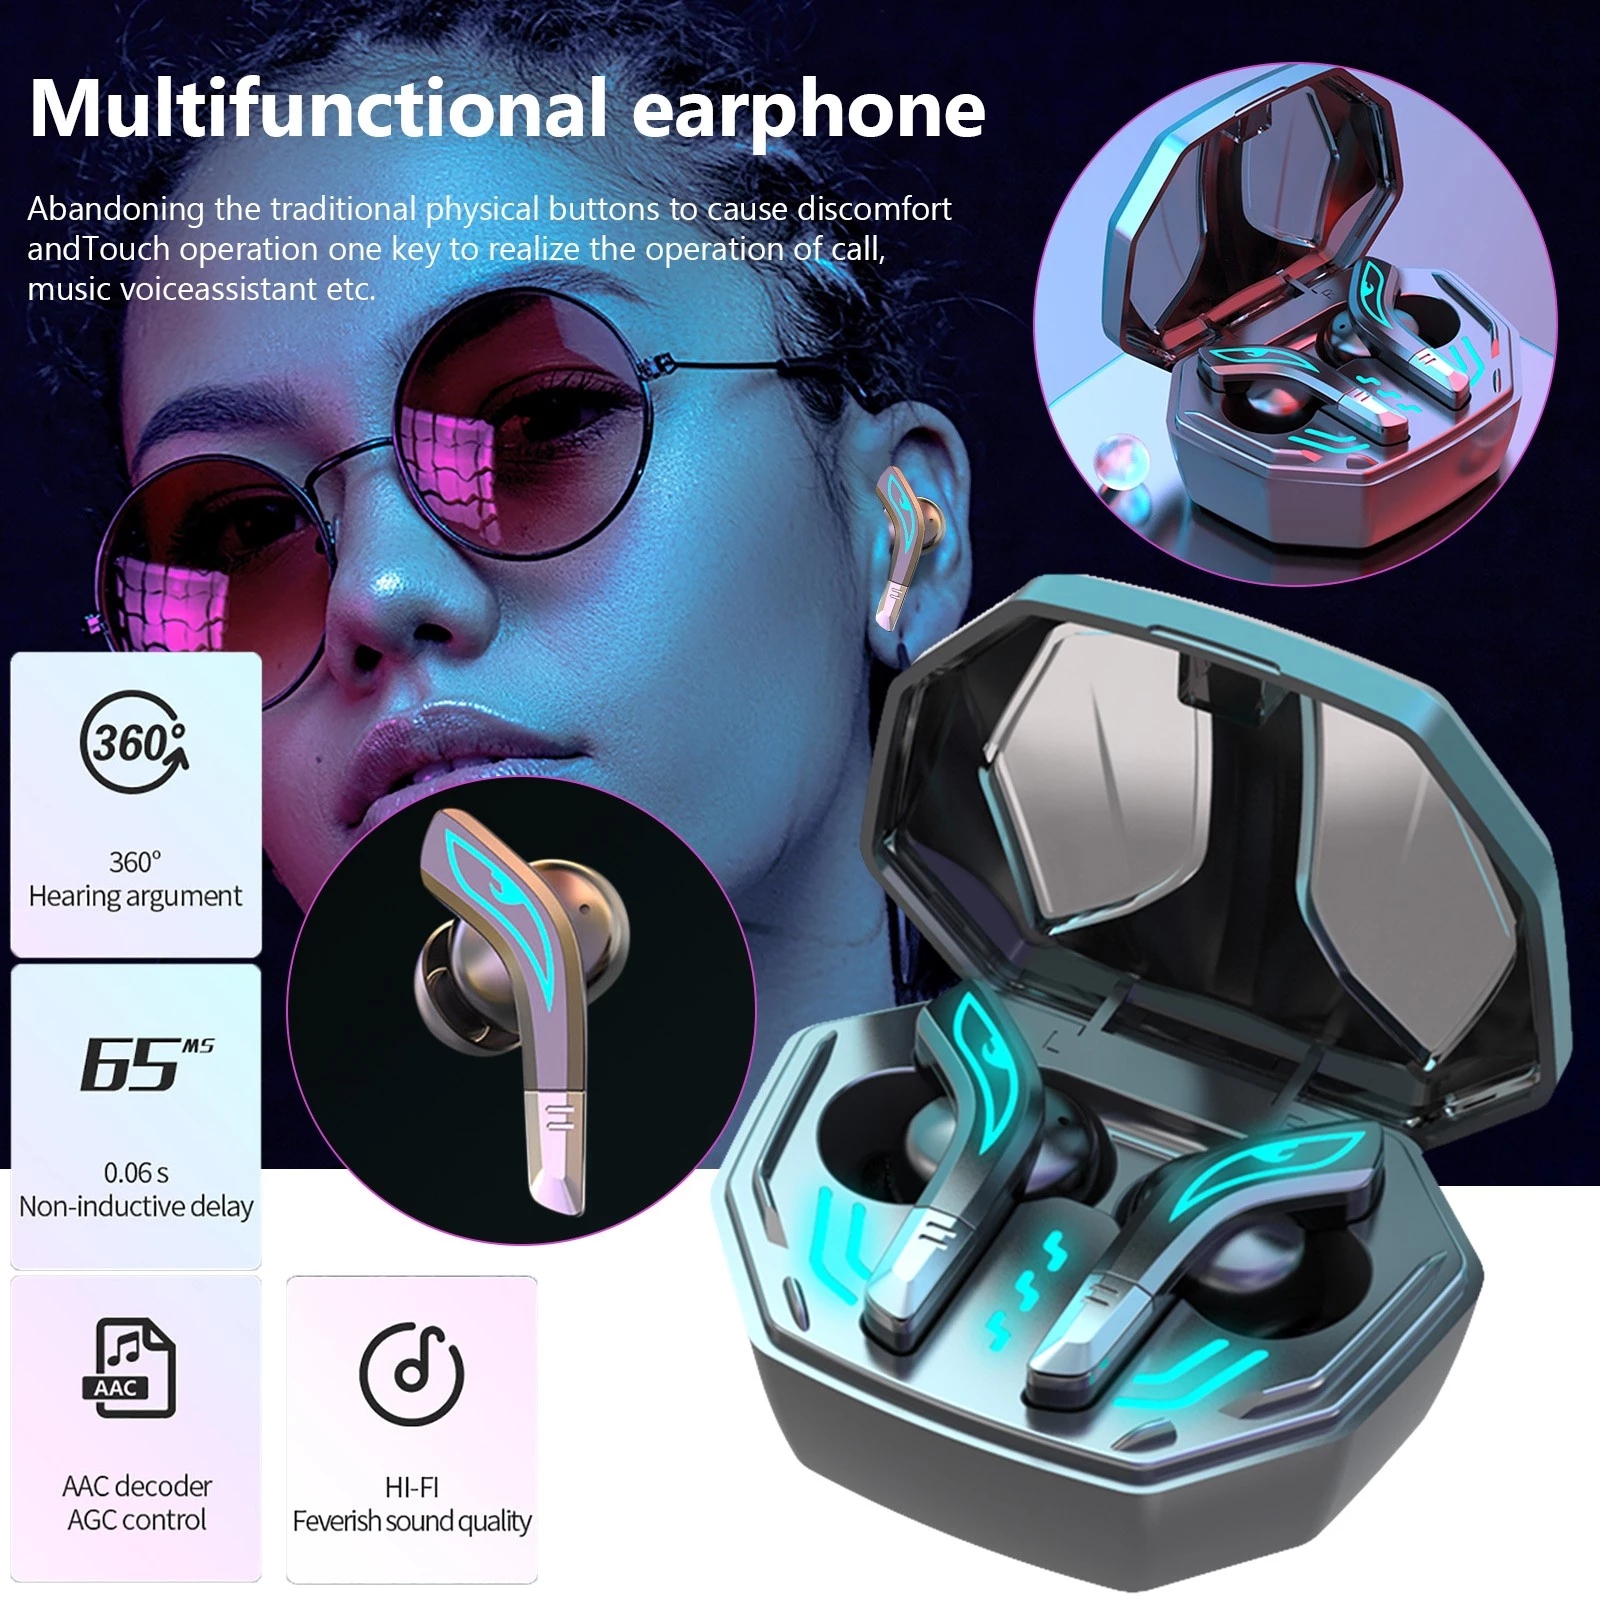 Multifunctional earphone
Abandoning the traditional physical buttons to cause discomfort
andTouch operation one key to realize the operation of call,
music voiceassistant etc.
360°
360°
Hearing argument
65MS
0.06 s
Non-inductive delay
AAC
AAC decoder
AGC control
HI-FI
Feverish sound quality
L